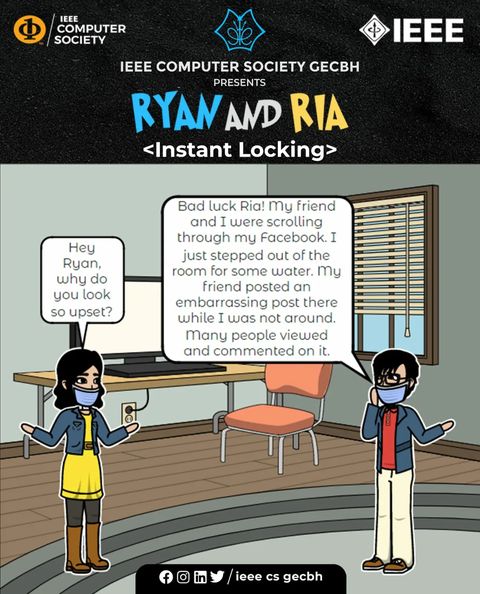 IEEE
COMPUTER
SOCIETY
IEEE
IEEE COMPUTER SOCIETY GECBH
PRESENTS
RYAN AND RIA
<Instant Locking>
Hey
Ryan,
why do
you look
so upset?
Bad luck Ria! My friend
and I were scrolling
through my Facebook. I
just stepped out of the
room for some water. My
friend posted an
embarrassing post there
while I was not around.
Many people viewed
and commented on it.
/ieee cs gecbh